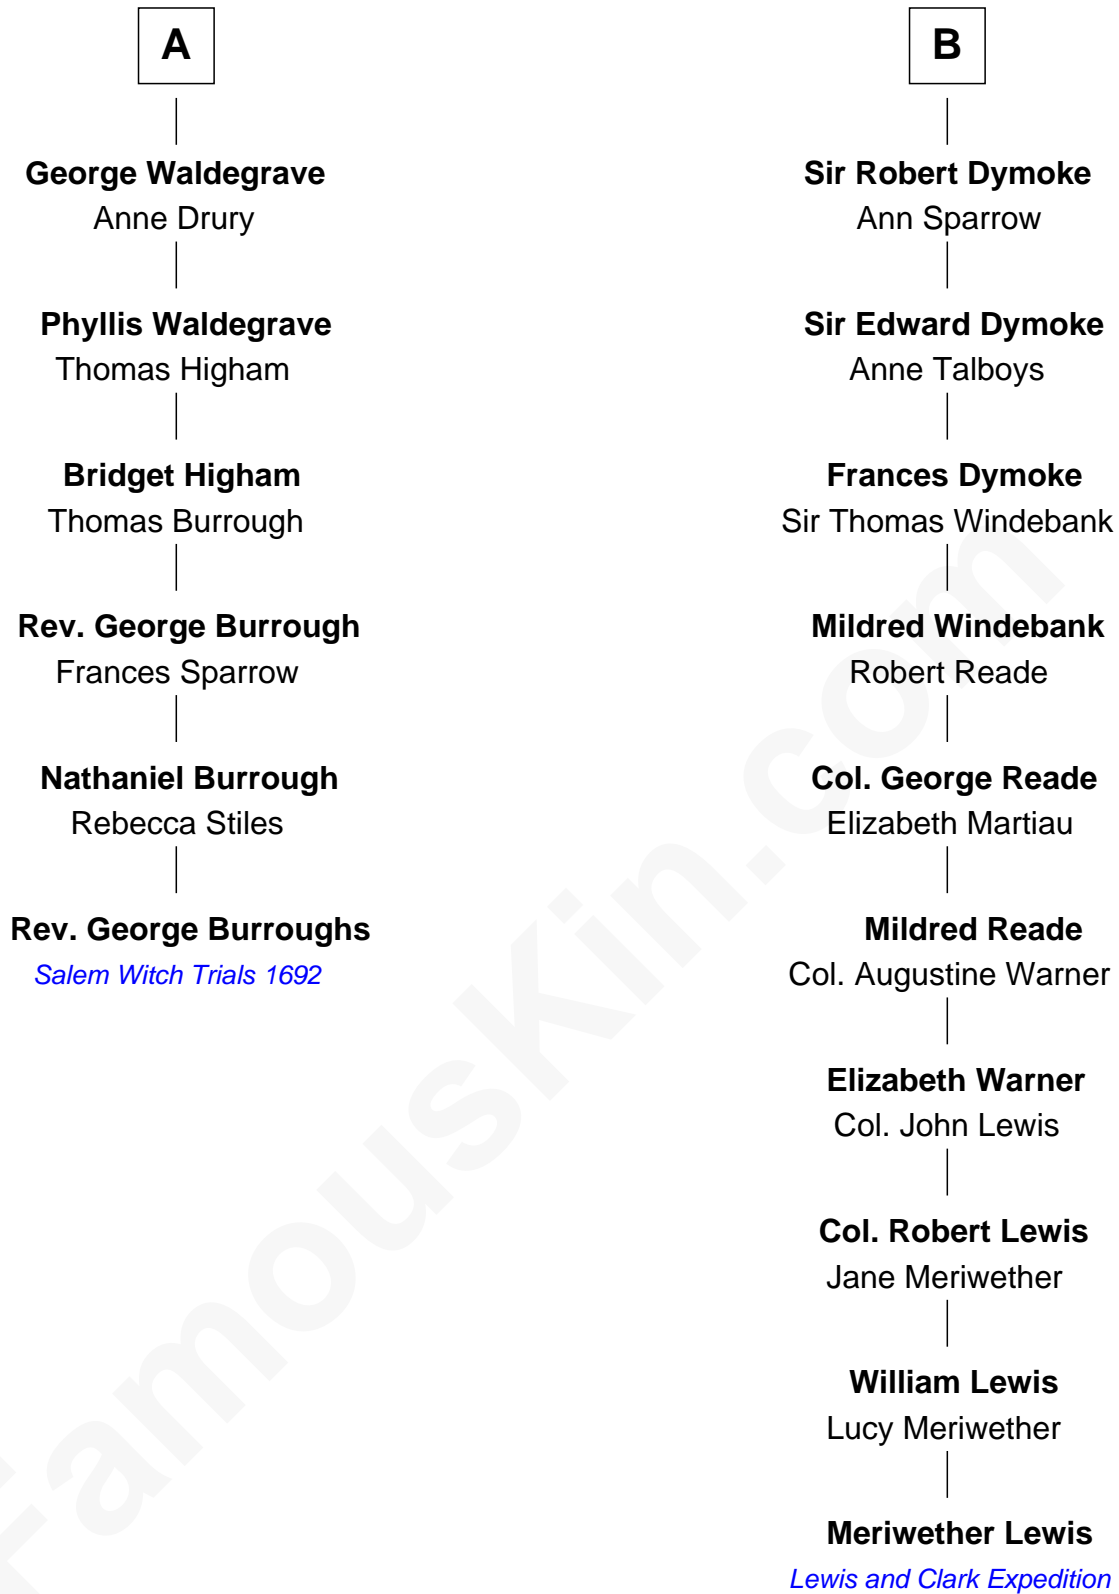 A
George Waldegrave
Anne Drury
Phyllis Waldegrave
Thomas Higham
Bridget Higham
Thomas Burrough
Rev. George Burrough
Frances Sparrow
Nathaniel Burrough
Rebecca Stiles
Rev. George Burroughs
Salem Witch Trials 1692
B
Sir Robert Dymoke
Ann Sparrow
Sir Edward Dymoke
Anne Talboys
Frances Dymoke
Sir Thomas Windebank
Mildred Windebank
Robert Reade
Col. George Reade
Elizabeth Martiau
Mildred Reade
Col. Augustine Warner
Elizabeth Warner
Col. John Lewis
Col. Robert Lewis
Jane Meriwether
William Lewis
Lucy Meriwether
Meriwether Lewis
Lewis and Clark Expedition
FamousKin.com